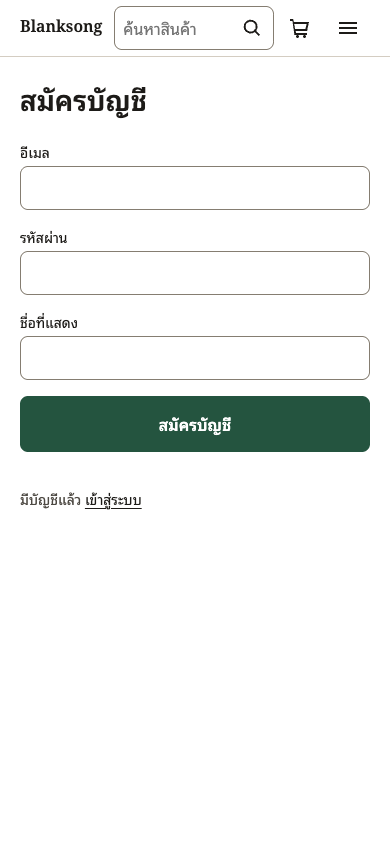 Blanksong
ค้นหาสินค้า
สมัครบัญชี
อีเมล
รหัสผ่าน
ชื่อที่แสดง
สมัครบัญชี
มีบัญชีแล้ว เข้าสู่ระบบ